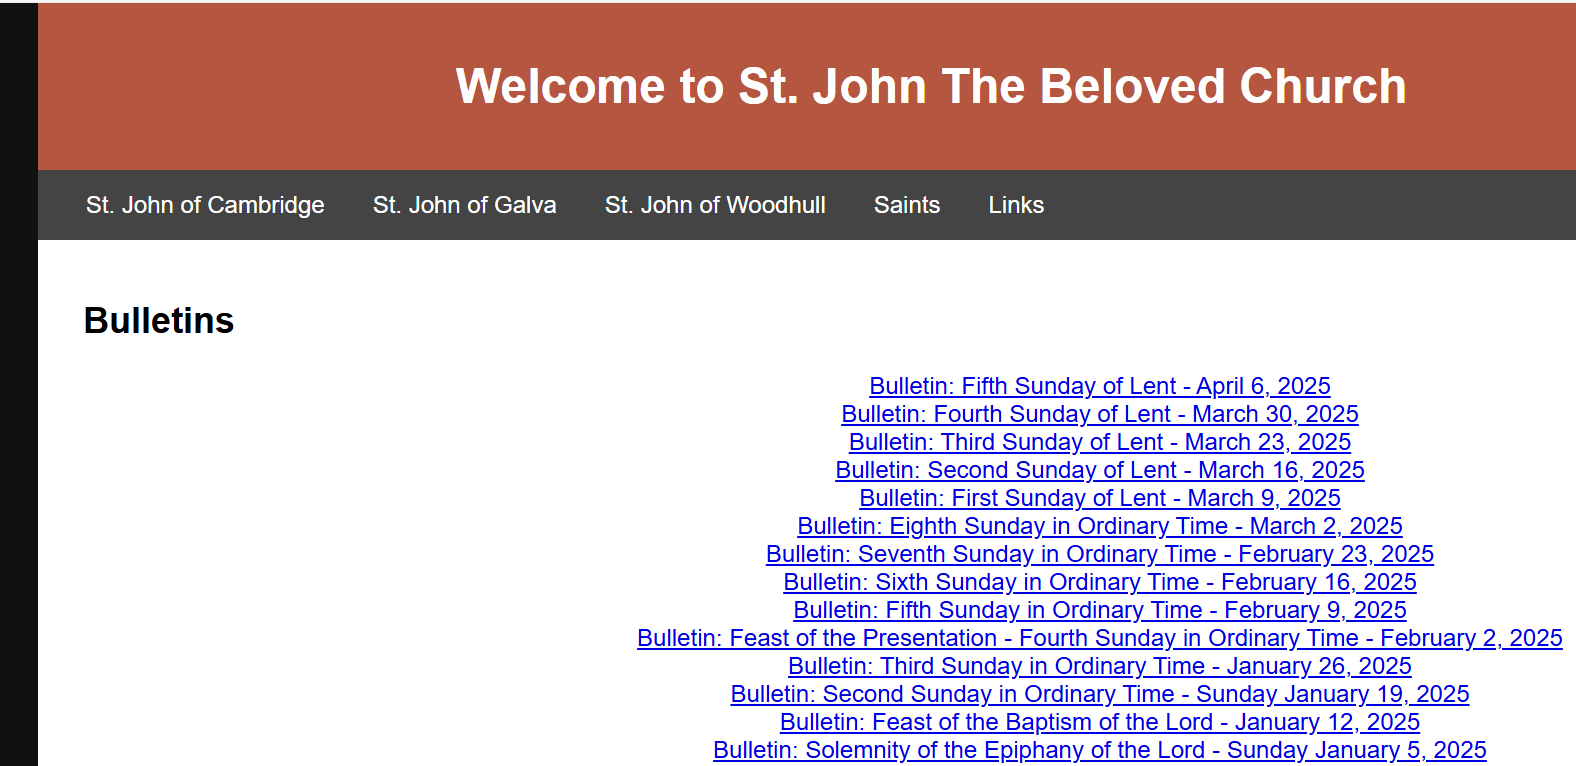 Welcome to St. John The Beloved Church
St. John of Cambridge St. John of Galva St. John of Woodhull Saints Links
Bulletins
Bulletin: Fifth Sunday of Lent - April 6, 2025
Bulletin: Fourth Sunday of Lent - March 30, 2025
Bulletin: Third Sunday of Lent - March 23, 2025
Bulletin: Second Sunday of Lent - March 16, 2025
Bulletin: First Sunday of Lent - March 9, 2025
Bulletin: Eighth Sunday in Ordinary Time - March 2, 2025
Bulletin: Seventh Sunday in Ordinary Time - February 23, 2025
Bulletin: Sixth Sunday in Ordinary Time - February 16, 2025
Bulletin: Fifth Sunday in Ordinary Time - February 9, 2025
Bulletin: Feast of the Presentation - Fourth Sunday in Ordinary Time - February 2, 2025
Bulletin: Third Sunday in Ordinary Time - January 26, 2025
Bulletin: Second Sunday in Ordinary Time - Sunday January 19, 2025
Bulletin: Feast of the Baptism of the Lord - January 12, 2025
Bulletin: Solemnity of the Epiphany of the Lord - Sunday January 5, 2025